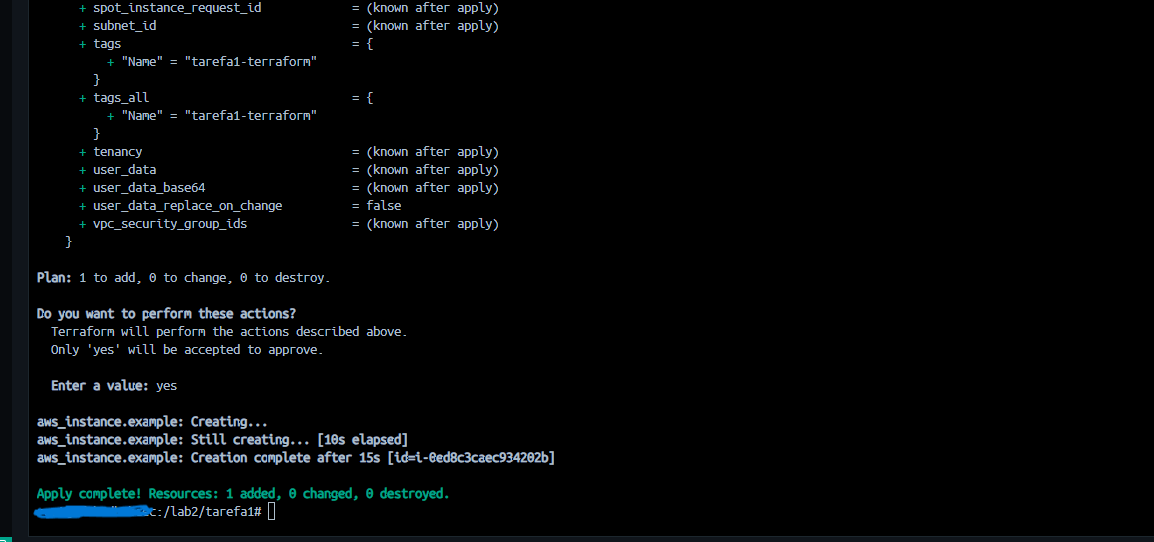 + spot_instance_request_id = (known after apply)
+ subnet_id = (known after apply)
+ tags = {
+ "Name" = "tarefa1-terraform"
}
+ tags_all = {
+ "Name" = "tarefa1-terraform"
}
+ tenancy = (known after apply)
+ user_data = (known after apply)
+ user_data_base64 = (known after apply)
+ user_data_replace_on_change = false
+ vpc_security_group_ids = (known after apply)
}
Plan: 1 to add, 0 to change, 0 to destroy.
Do you want to perform these actions?
Terraform will perform the actions described above.
Only 'yes' will be accepted to approve.
Enter a value: yes
aws_instance.example: Creating...
aws_instance.example: Still creating... [10s elapsed]
aws_instance.example: Creation complete after 15s [id=i-0ed8c3caec934202b]
Apply complete! Resources: 1 added, 0 changed, 0 destroyed.
c:/lab2/tarefa1#